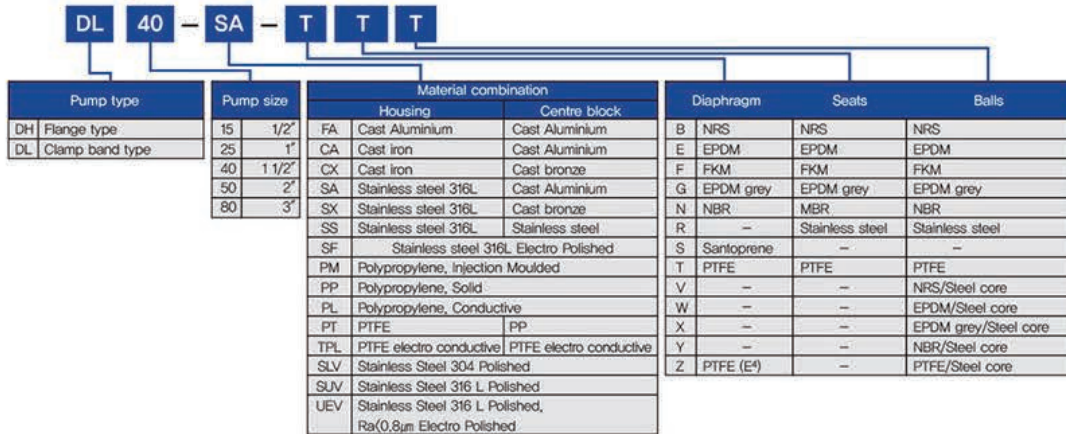 DL 40 - SA - T T T
Pump type
DH Flange type
DL Clamp band type
Pump size
15 1/2"
25 1"
40 1 1/2"
50 2"
80 3"
Material combination
Housing Centre block
FA Cast Aluminium Cast Aluminium
CA Cast iron Cast Aluminium
CX Cast iron Cast bronze
SA Stainless steel 316L Cast Aluminium
SX Stainless steel 316L Cast bronze
SS Stainless steel 316L Stainless steel
SF Stainless steel 316L Electro Polished
PM Polypropylene, Injection Moulded
PP Polypropylene, Solid
PL Polypropylene, Conductive
PT PTFE PP
TPL PTFE electro conductive PTFE electro conductive
SLV Stainless Steel 304 Polished
SUV Stainless Steel 316 L Polished
UEV Stainless Steel 316 L Polished,
Ra(0.8μm Electro Polished
Diaphragm Seats Balls
B NRS NRS NRS
E EPDM EPDM EPDM
F FKM FKM FKM
G EPDM grey EPDM grey EPDM grey
N NBR MBR NBR
R - Stainless steel Stainless steel
S Santoprene - -
T PTFE PTFE PTFE
V - - NRS/Steel core
W - - EPDM/Steel core
X - - EPDM grey/Steel core
Y - - NBR/Steel core
Z PTFE (E⁴) - PTFE/Steel core